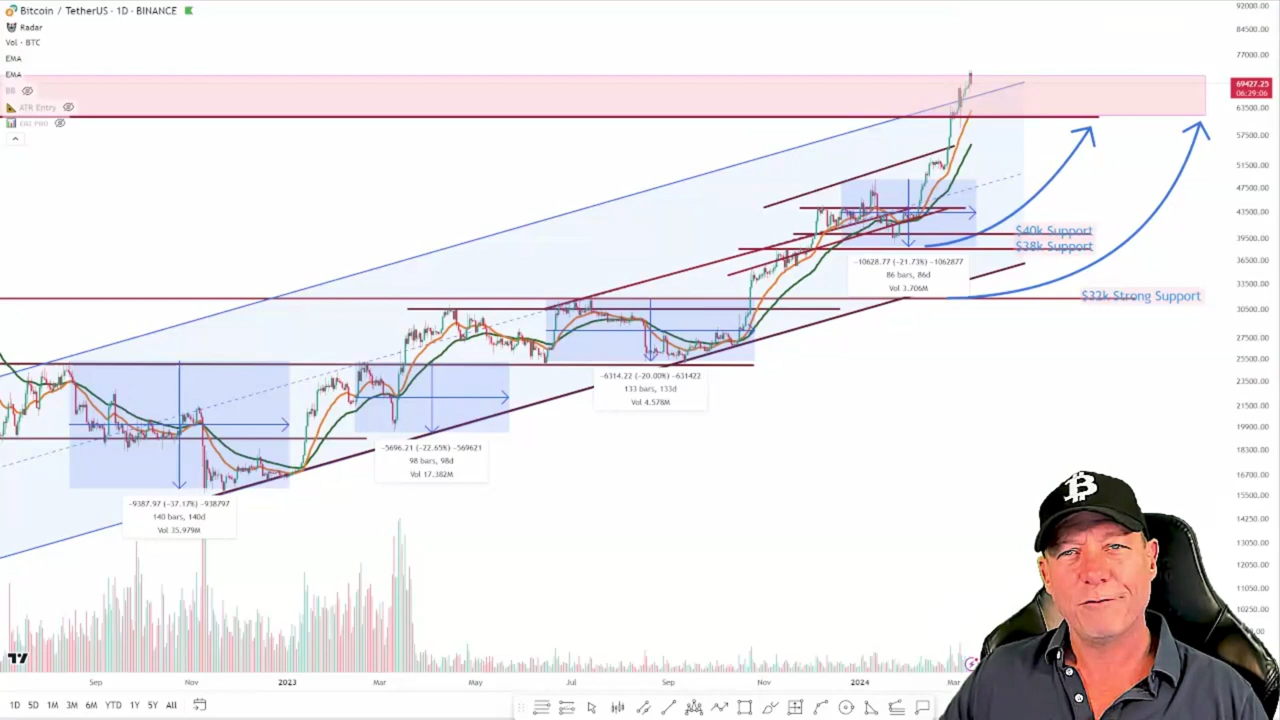 Bitcoin / TetherUS · 1D · BINANCE
Radar
Vol · BTC
EMA
EMA
BB
ATR Entry
92000.00
84500.00
77000.00
69427.25
06:29:06
63500.00
57500.00
51500.00
47500.00
43500.00
39500.00
36500.00
33500.00
30500.00
27500.00
25500.00
23500.00
21500.00
19900.00
18300.00
16700.00
15500.00
14250.00
13050.00
12050.00
11050.00
10250.00
$40k Support
$38k Support
$32k Strong Support
-10628.77 (-21.73%) -1062877
86 bars, 86d
Vol 3.706M
-6314.22 (-20.00%) -631422
133 bars, 133d
Vol 4.578M
-5696.21 (-22.65%) -569621
98 bars, 98d
Vol 17.382M
-9387.97 (-37.17%) -938797
140 bars, 140d
Vol 35.979M
B
Sep
Nov
2023
Mar
May
Jul
Sep
Nov
2024
Mar
1D 5D 1M 3M 6M YTD 1Y 5Y All